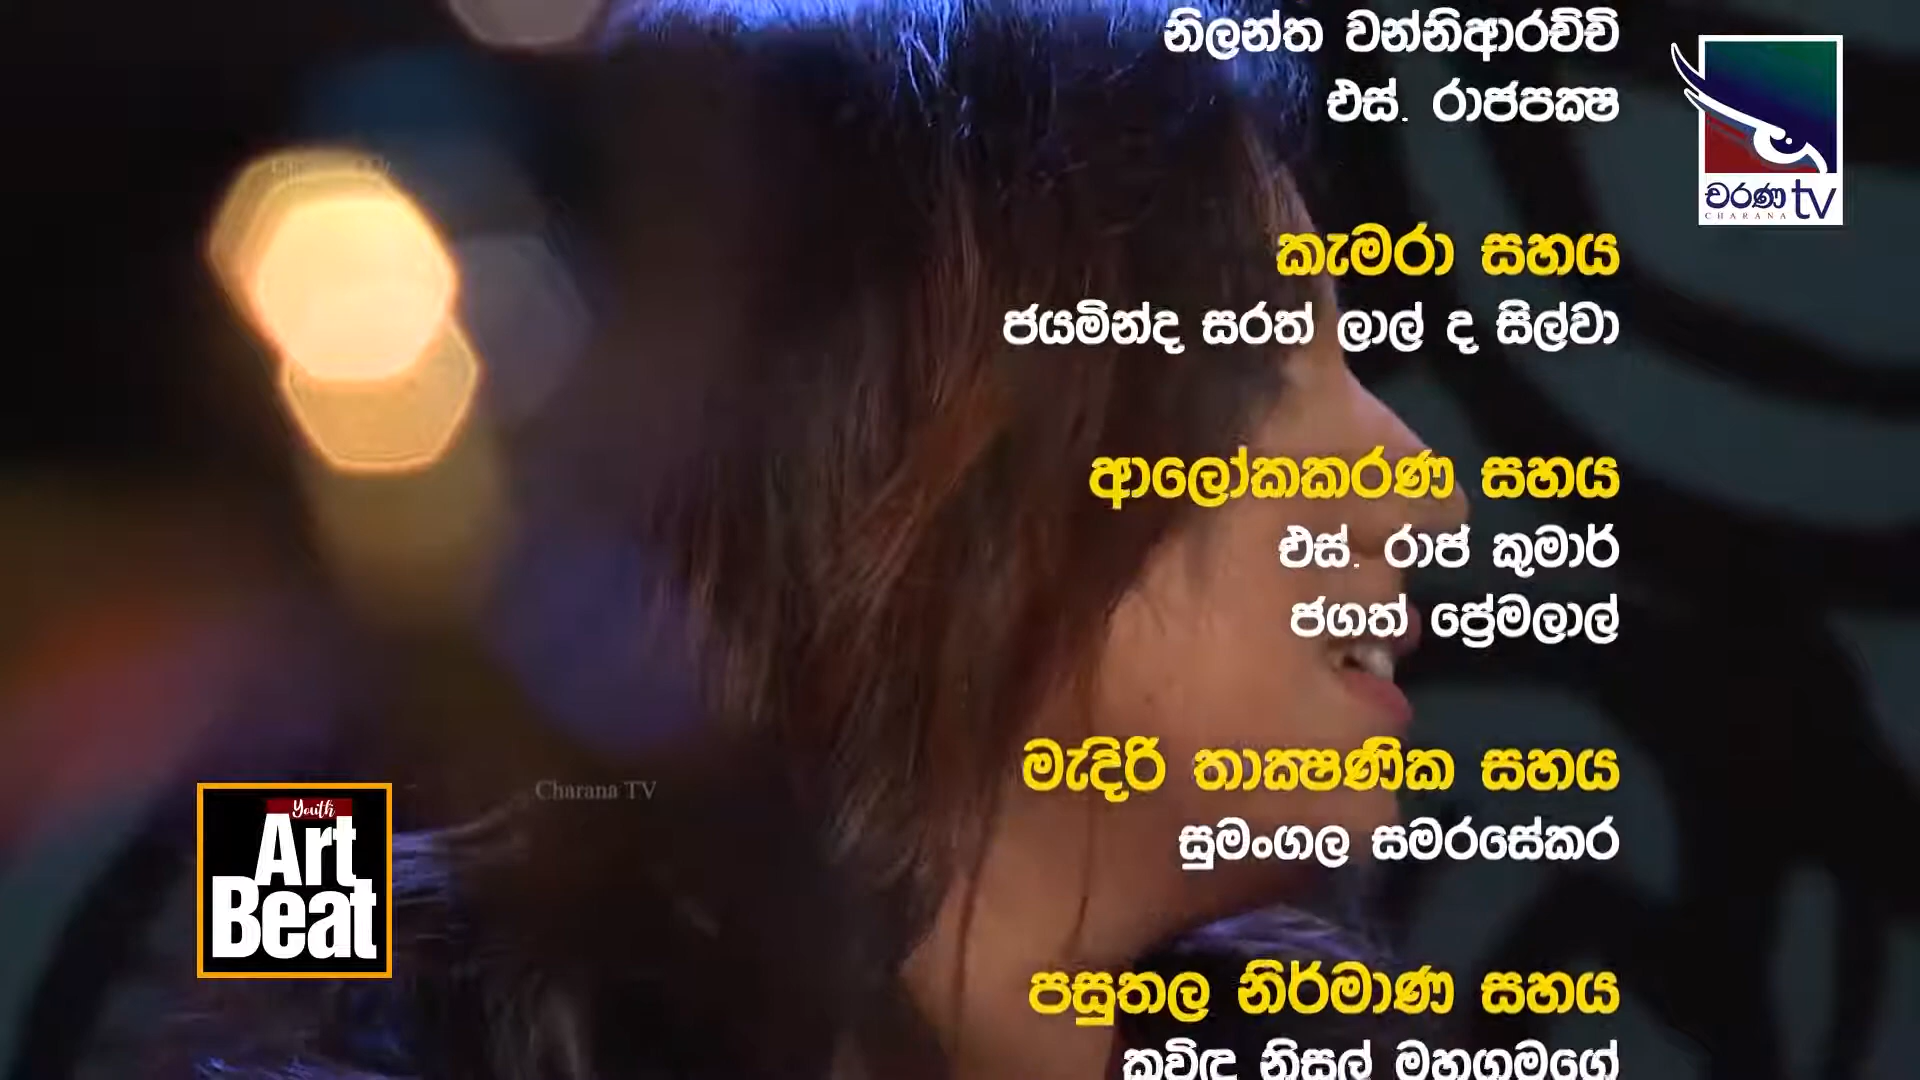 නිලන්ත වන්නිආරච්චි
එස්. රාජපක්‍ෂ
චරණ tv
CHARANA
කැමරා සහය
ජයමින්ද සරත් ලාල් ද සිල්වා
ආලෝකකරණ සහය
එස්. රාජ් කුමාර්
ජගත් ප්‍රේමලාල්
මැදිරි තාක්‍ෂණික සහය
සුමංගල සමරසේකර
Charana TV
Youth
Art
Beat
පසුතල නිර්මාණ සහය
කවිඳු නිසල් මහගමගේ